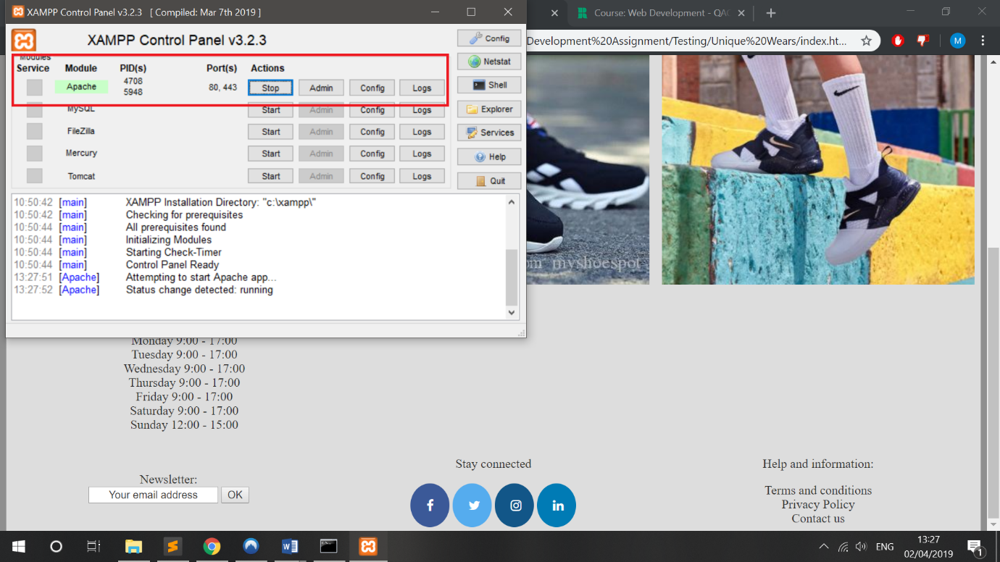 XAMPP Control Panel v3.2.3 [ Compiled: Mar 7th 2019 ]
Course: Web Development - QAC
Development%20Assignment/Testing/Unique%20Wears/index.ht...
M
XAMPP Control Panel v3.2.3
Config
Netstat
Shell
Explorer
Services
Help
Quit
Modules
Service Module PID(s) Port(s) Actions
Apache 4708 5948 80, 443 Stop Admin Config Logs
MySQL Start Admin Config Logs
FileZilla Start Admin Config Logs
Mercury Start Admin Config Logs
Tomcat Start Admin Config Logs
10:50:42 [main] XAMPP Installation Directory: "c:\xampp\"
10:50:42 [main] Checking for prerequisites
10:50:44 [main] All prerequisites found
10:50:44 [main] Initializing Modules
10:50:44 [main] Starting Check-Timer
10:50:44 [main] Control Panel Ready
13:27:51 [Apache] Attempting to start Apache app...
13:27:52 [Apache] Status change detected: running
om myshoespot
Monday 9:00 - 17:00
Tuesday 9:00 - 17:00
Wednesday 9:00 - 17:00
Thursday 9:00 - 17:00
Friday 9:00 - 17:00
Saturday 9:00 - 17:00
Sunday 12:00 - 15:00
Newsletter:
Your email address OK
Stay connected
f
in
Help and information:
Terms and conditions
Privacy Policy
Contact us
ENG
13:27
02/04/2019
1